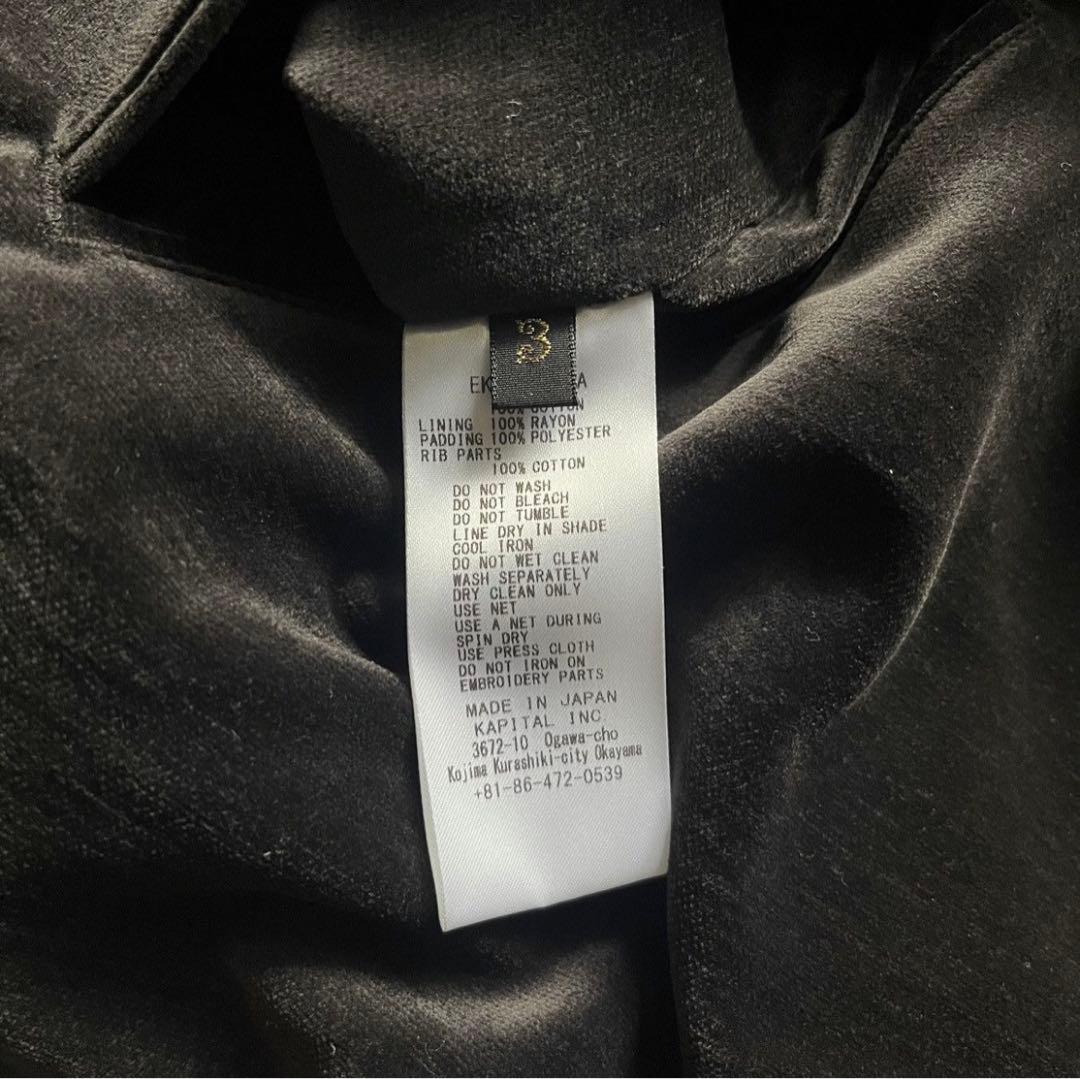 3
LINING 100% RAYON
PADDING 100% POLYESTER
RIB PARTS
100% COTTON
DO NOT WASH
DO NOT BLEACH
DO NOT TUMBLE
LINE DRY IN SHADE
COOL IRON
DO NOT WET CLEAN
WASH SEPARATELY
DRY CLEAN ONLY
USE NET
USE A NET DURING
SPIN DRY
USE PRESS CLOTH
DO NOT IRON ON
EMBROIDERY PARTS
MADE IN JAPAN
KAPITAL INC.
3672-10 Ogawa-cho
Kojima Kurashiki-city Okayama
+81-86-472-0539